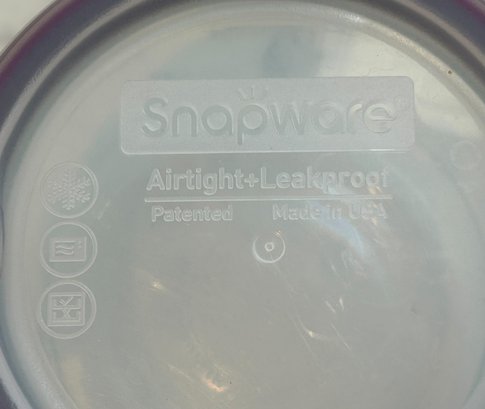 Snapware
Airtight+Leakproof
Patented Made in USA